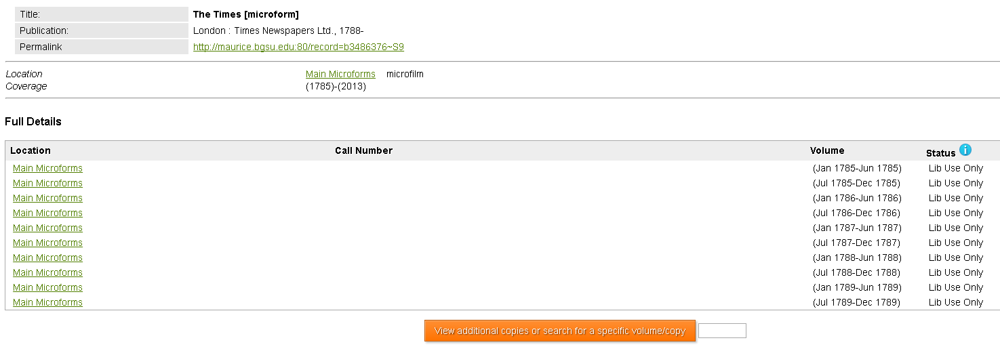 Title: The Times [microform]
Publication: London : Times Newspapers Ltd., 1788-
Permalink http://maurice.bgsu.edu:80/record=b3486376~S9
Location Main Microforms microfilm
Coverage (1785)-(2013)
Full Details
Location Call Number Volume Status i
Main Microforms (Jan 1785-Jun 1785) Lib Use Only
Main Microforms (Jul 1785-Dec 1785) Lib Use Only
Main Microforms (Jan 1786-Jun 1786) Lib Use Only
Main Microforms (Jul 1786-Dec 1786) Lib Use Only
Main Microforms (Jan 1787-Jun 1787) Lib Use Only
Main Microforms (Jul 1787-Dec 1787) Lib Use Only
Main Microforms (Jan 1788-Jun 1788) Lib Use Only
Main Microforms (Jul 1788-Dec 1788) Lib Use Only
Main Microforms (Jan 1789-Jun 1789) Lib Use Only
Main Microforms (Jul 1789-Dec 1789) Lib Use Only
View additional copies or search for a specific volume/copy